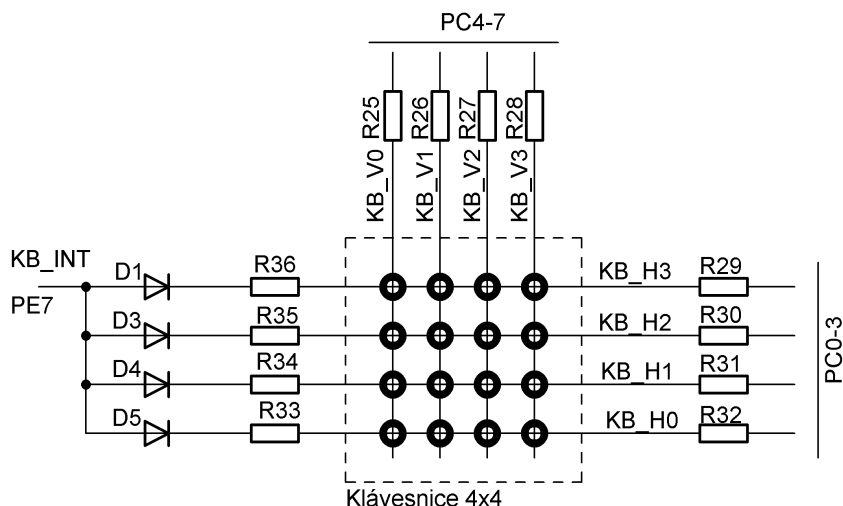 PC4-7
R25
R26
R27
R28
KB_V0
KB_V1
KB_V2
KB_V3
KB_INT
PE7
D1
R36
KB_H3
R29
D3
R35
KB_H2
R30
D4
R34
KB_H1
R31
D5
R33
KB_H0
R32
PC0-3
Klávesnice 4x4